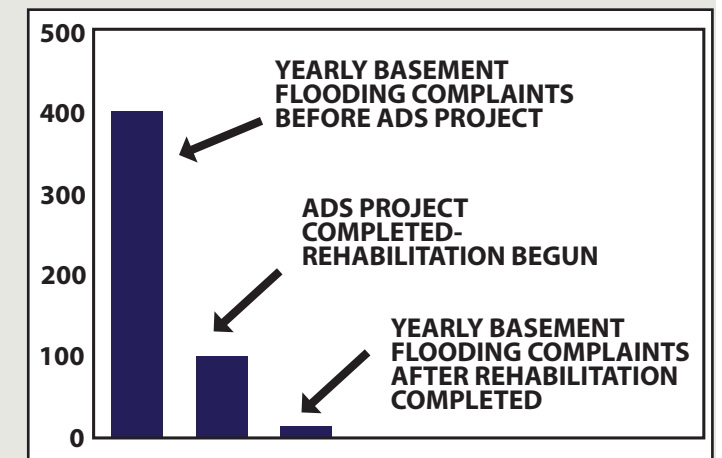 500
YEARLY BASEMENT
FLOODING COMPLAINTS
BEFORE ADS PROJECT
400
300
ADS PROJECT
COMPLETED-
REHABILITATION BEGUN
200
YEARLY BASEMENT
FLOODING COMPLAINTS
AFTER REHABILITATION
COMPLETED
100
0